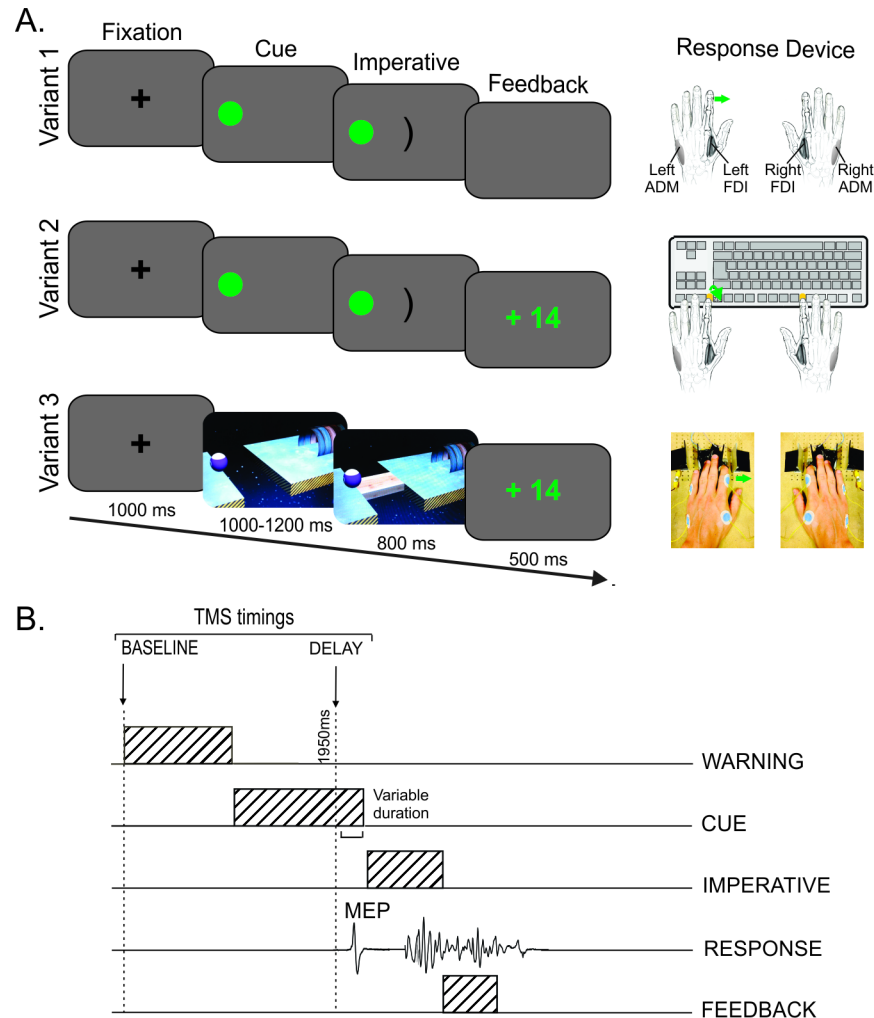 A.
Fixation
Cue
Imperative
Feedback
Response Device
Variant 1
+
)
Left ADM
Left FDI
Right FDI
Right ADM
Variant 2
+
)
+ 14
Variant 3
+
+ 14
1000 ms
1000-1200 ms
800 ms
500 ms
B.
TMS timings
BASELINE
DELAY
1950ms
WARNING
Variable
duration
CUE
IMPERATIVE
MEP
RESPONSE
FEEDBACK